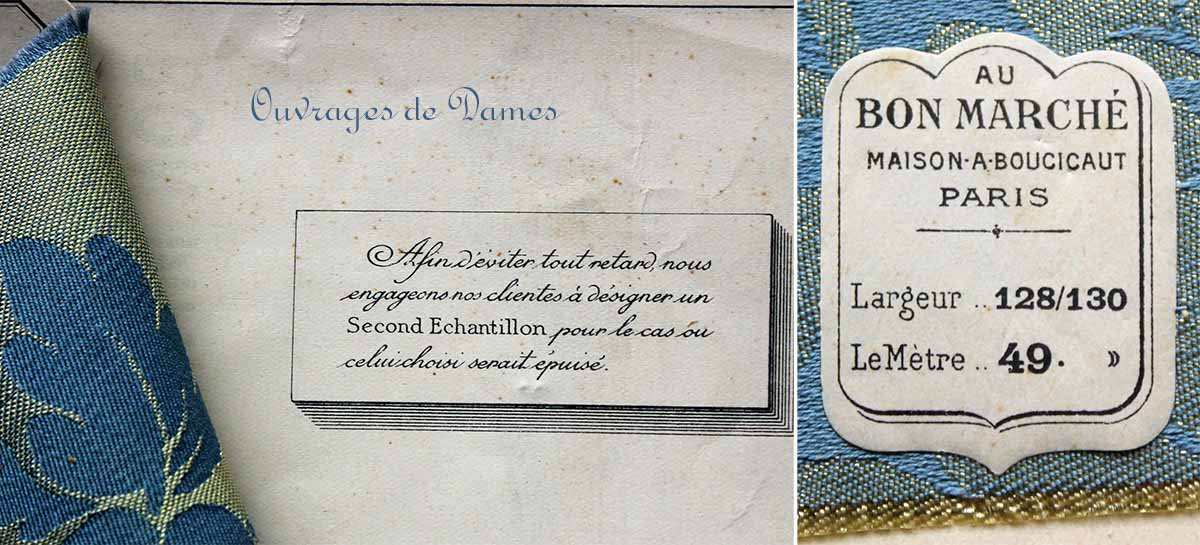 Ouvrages de Dames
Afin d'éviter tout retard, nous
engageons nos clientes à désigner un
Second Echantillon pour le cas où
celui choisi serait épuisé.
AU
BON MARCHÉ
MAISON·A·BOUCICAUT
PARIS
Largeur .. 128/130
Le Mètre .. 49. »